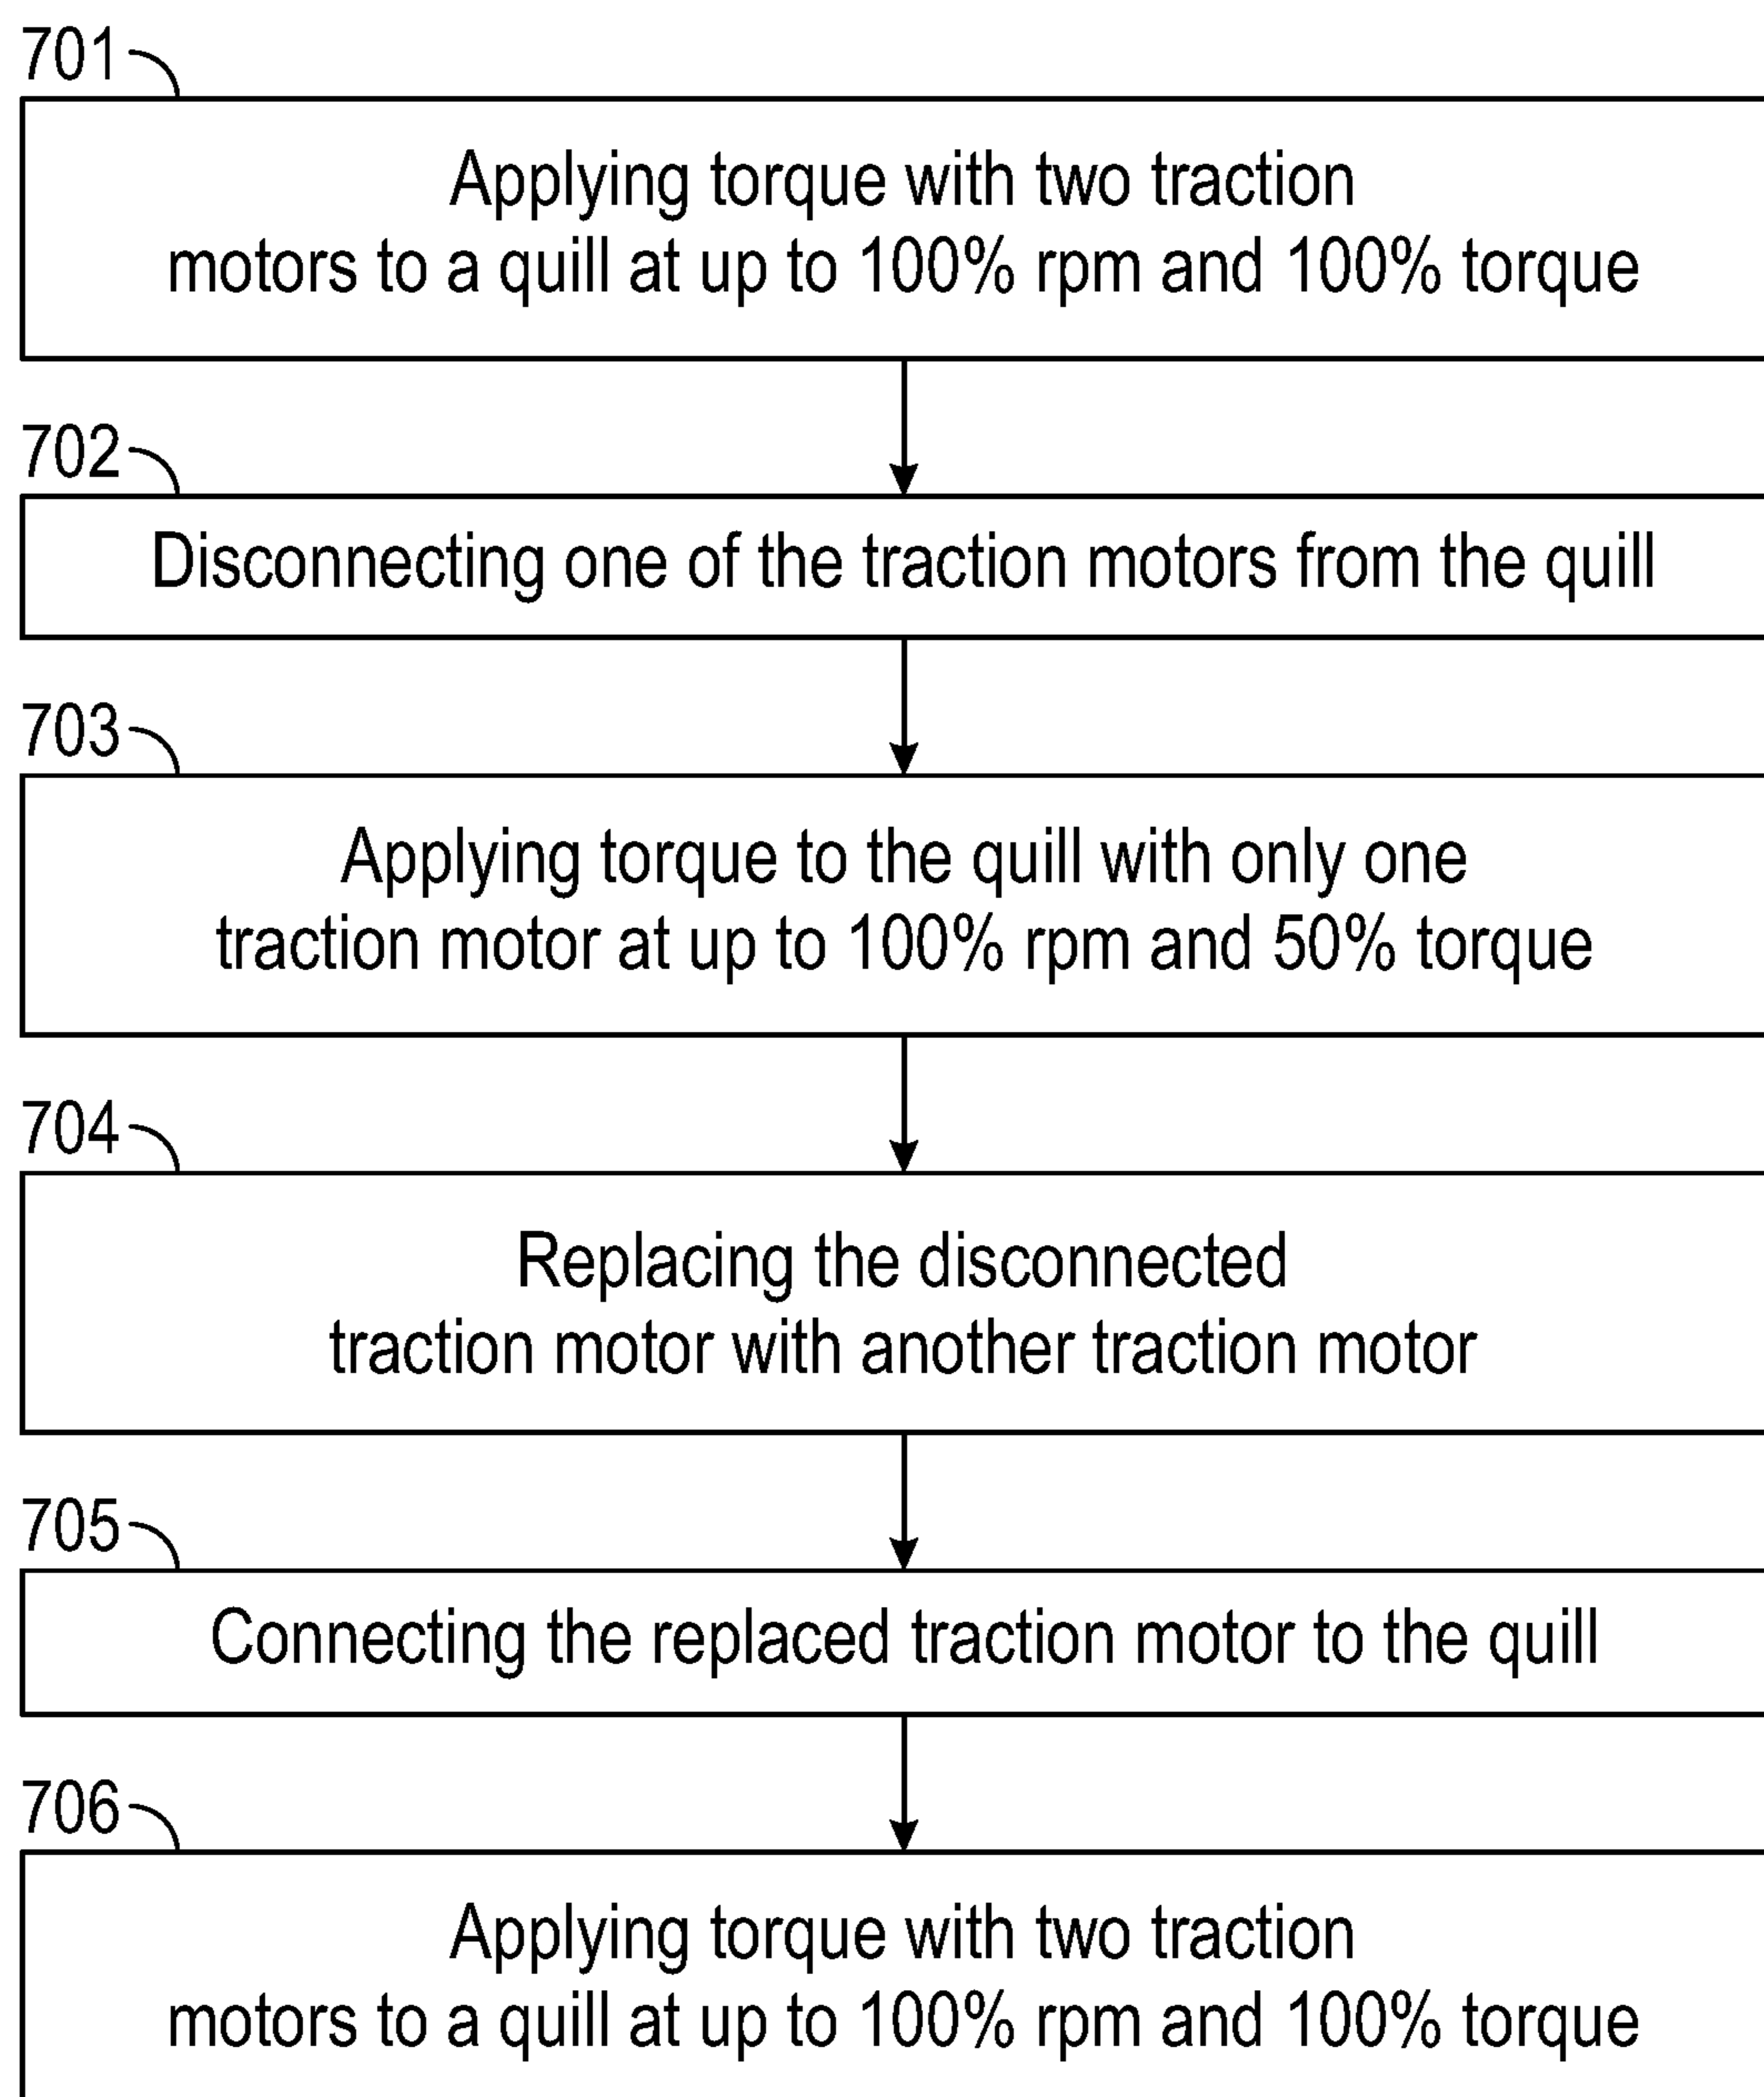 701
Applying torque with two traction
motors to a quill at up to 100% rpm and 100% torque
702
Disconnecting one of the traction motors from the quill
703
Applying torque to the quill with only one
traction motor at up to 100% rpm and 50% torque
704
Replacing the disconnected
traction motor with another traction motor
705
Connecting the replaced traction motor to the quill
706
Applying torque with two traction
motors to a quill at up to 100% rpm and 100% torque